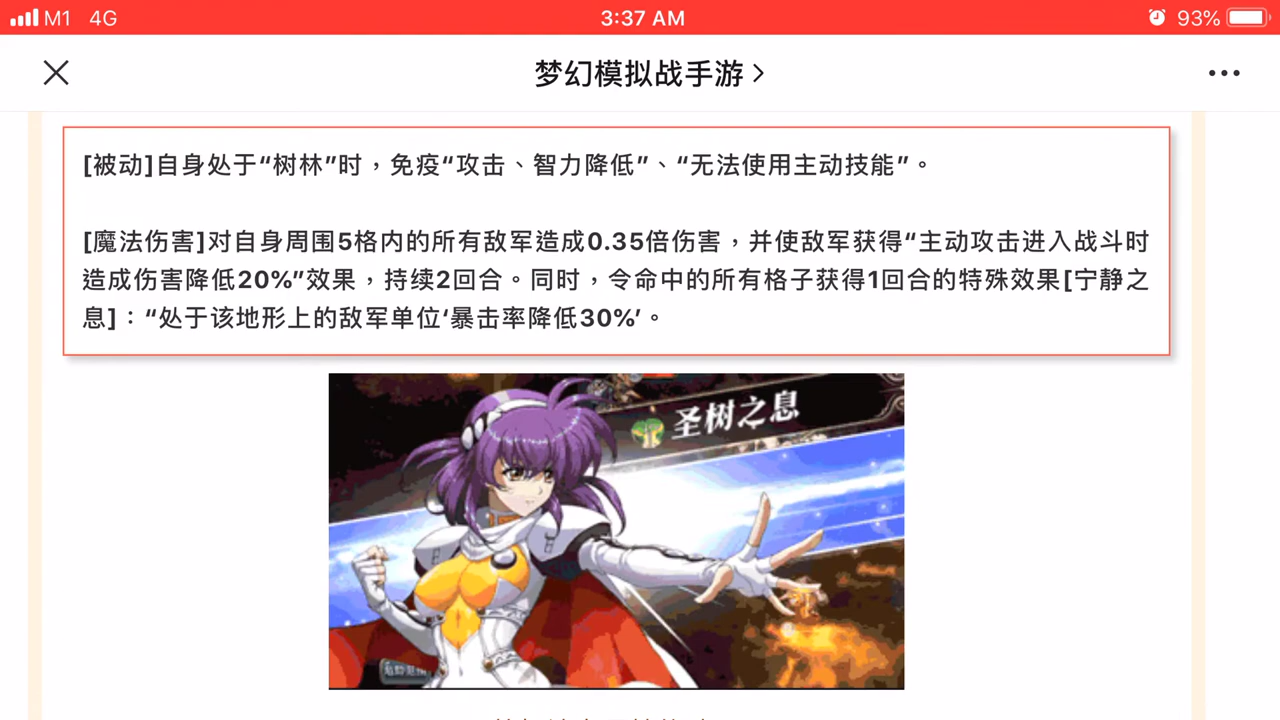 M1 4G 3:37 AM 93%
梦幻模拟战手游
[被动]自身处于“树林”时，免疫“攻击、智力降低”、“无法使用主动技能”。
[魔法伤害]对自身周围5格内的所有敌军造成0.35倍伤害，并使敌军获得“主动攻击进入战斗时
造成伤害降低20%”效果，持续2回合。同时，令命中的所有格子获得1回合的特殊效果[宁静之
息]：“处于该地形上的敌军单位‘暴击率降低30%’。
圣树之息